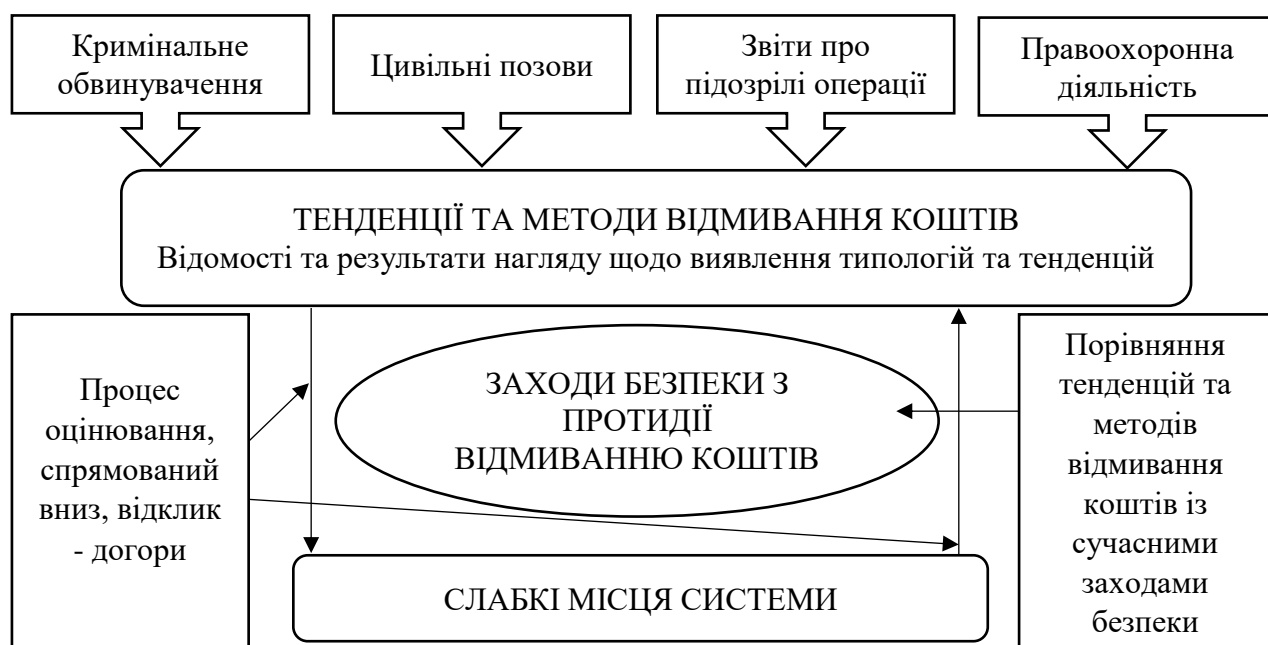 Кримінальне
обвинувачення
Цивільні позови
Звіти про
підозрілі операції
Правоохоронна
діяльність
ТЕНДЕНЦІЇ ТА МЕТОДИ ВІДМИВАННЯ КОШТІВ
Відомості та результати нагляду щодо виявлення типологій та тенденцій
Процес
оцінювання,
спрямований
вниз, відклик
- догори
ЗАХОДИ БЕЗПЕКИ З
ПРОТИДІЇ
ВІДМИВАННЮ КОШТІВ
Порівняння
тенденцій та
методів
відмивання
коштів із
сучасними
заходами
безпеки
СЛАБКІ МІСЦЯ СИСТЕМИ